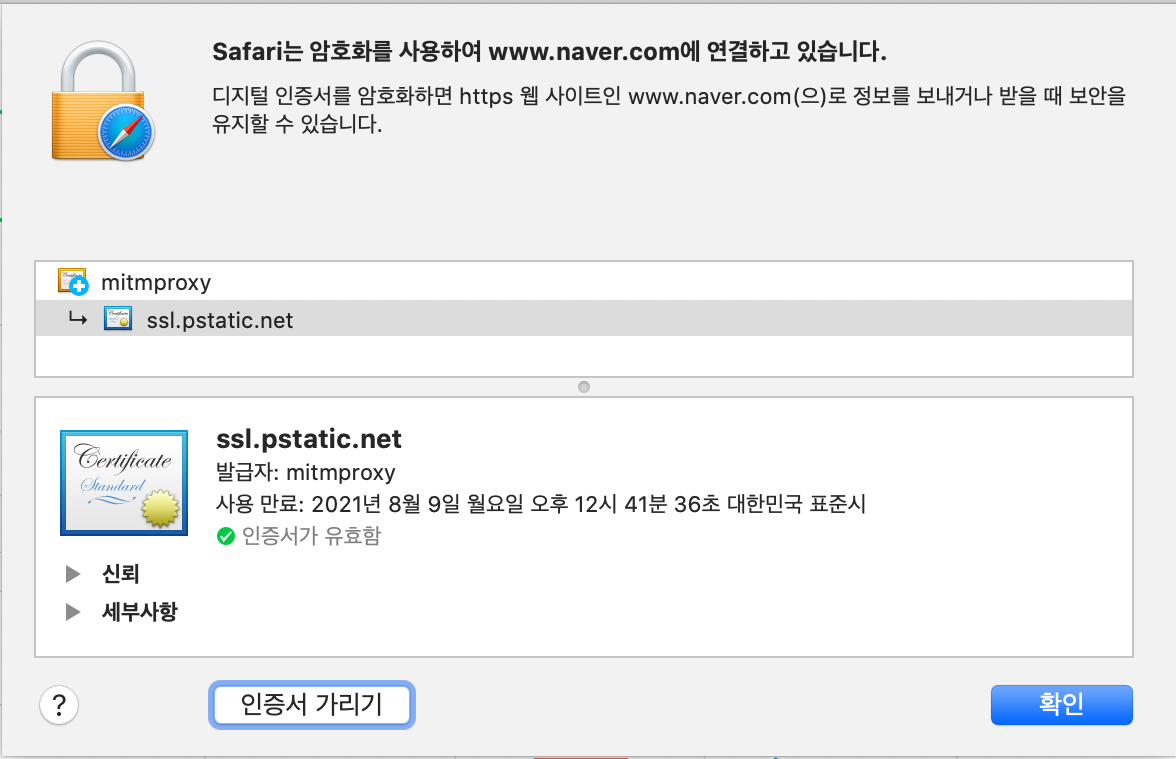 Safari는 암호화를 사용하여 www.naver.com에 연결하고 있습니다.
디지털 인증서를 암호화하면 https 웹 사이트인 www.naver.com(으)로 정보를 보내거나 받을 때 보안을
유지할 수 있습니다.
mitmproxy
ssl.pstatic.net
Certificate
Standard
ssl.pstatic.net
발급자: mitmproxy
사용 만료: 2021년 8월 9일 월요일 오후 12시 41분 36초 대한민국 표준시
인증서가 유효함
신뢰
세부사항
?
인증서 가리기
확인